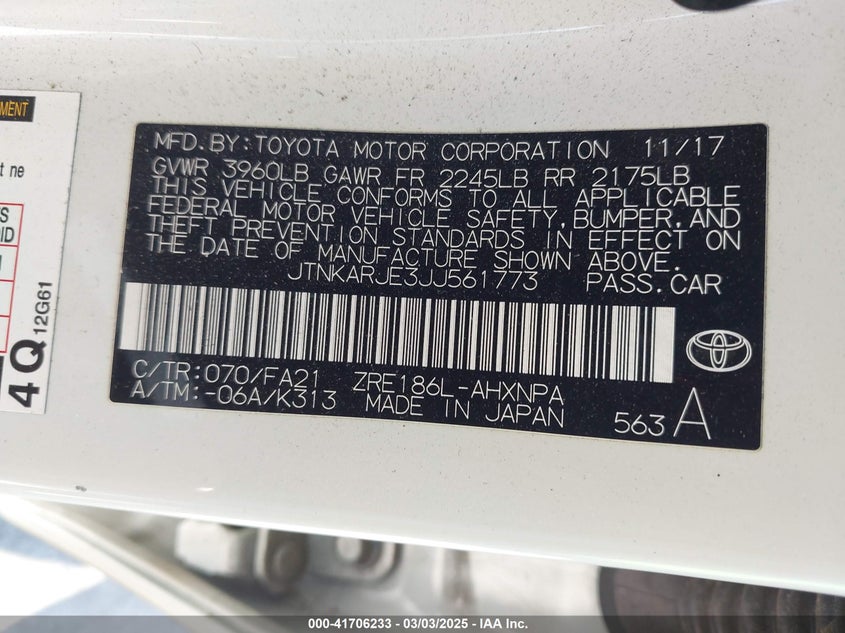 MENT
t ne
S
ID
4Q 12G61
MFD.BY:TOYOTA MOTOR CORPORATION 11/17
GVWR 3960LB GAWR FR 2245LB RR 2175LB
THIS VEHICLE CONFORMS TO ALL APPLICABLE
FEDERAL MOTOR VEHICLE SAFETY,BUMPER,AND
THEFT PREVENTION STANDARDS IN EFFECT ON
THE DATE OF MANUFACTURE SHOWN ABOVE.
JTNKARJE3JJ561773 PASS.CAR
C/TR:070/FA21 ZRE186L-AHXNPA
A/TM:-06A/K313 MADE IN JAPAN 563 A
000-41706233 - 03/03/2025 - IAA Inc.